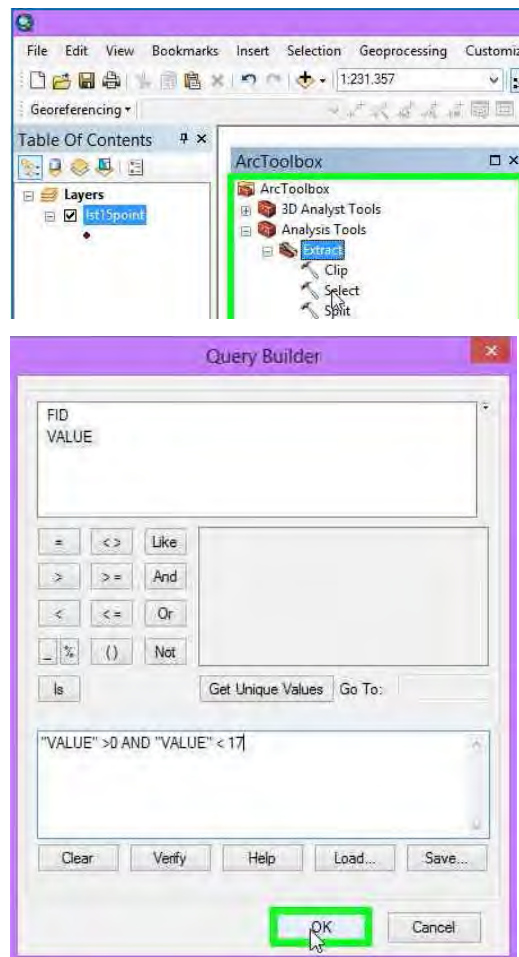 File Edit View Bookmarks Insert Selection Geoprocessing Customiz
1:231.357
Georeferencing
Table Of Contents
ArcToolbox
Layers
lst15point
ArcToolbox
3D Analyst Tools
Analysis Tools
Extract
Clip
Select
Split
Query Builder
FID
VALUE
= <> Like
> >= And
< <= Or
_ % () Not
Is Get Unique Values Go To:
"VALUE" >0 AND "VALUE" < 17
Clear Verify Help Load... Save...
OK Cancel